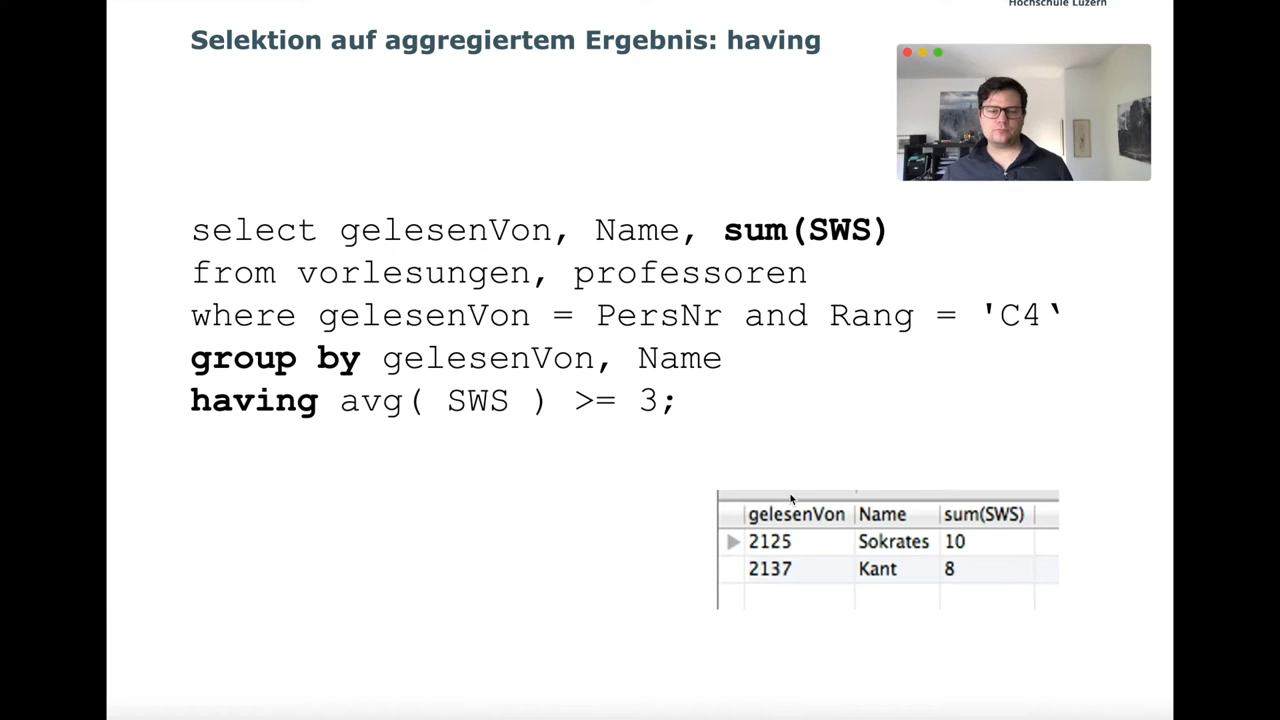 Hochschule Luzern
Selektion auf aggregiertem Ergebnis: having
select gelesenVon, Name, sum(SWS)
from vorlesungen, professoren
where gelesenVon = PersNr and Rang = 'C4‘
group by gelesenVon, Name
having avg( SWS ) >= 3;
gelesenVon Name sum(SWS)
2125 Sokrates 10
2137 Kant 8